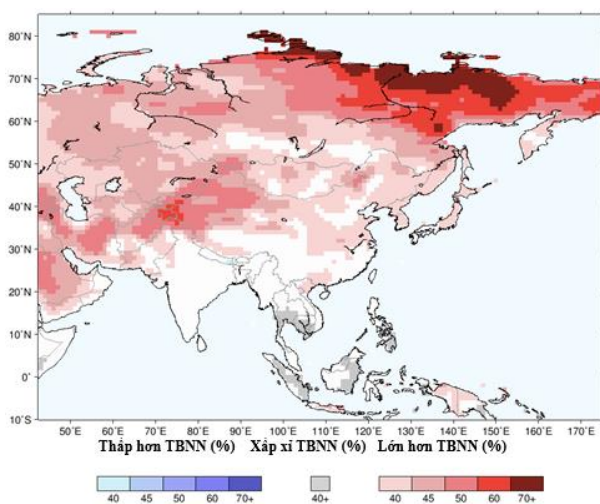 80°N
70°N
60°N
50°N
40°N
30°N
20°N
10°N
0°
10°S
50°E 60°E 70°E 80°E 90°E 100°E 110°E 120°E 130°E 140°E 150°E 160°E 170°E
Thấp hơn TBNN (%) Xấp xỉ TBNN (%) Lớn hơn TBNN (%)
40 45 50 60 70+ 40+ 40 45 50 60 70+